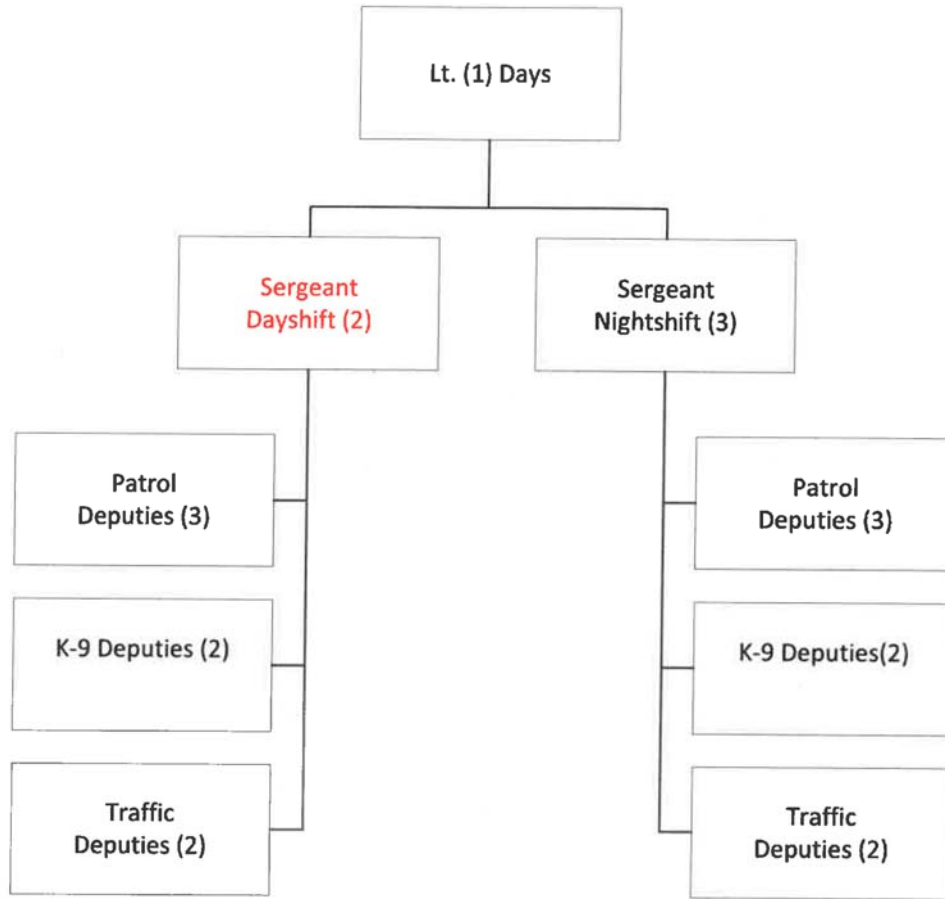 Lt. (1) Days
Sergeant
Dayshift (2)
Sergeant
Nightshift (3)
Patrol
Deputies (3)
K-9 Deputies (2)
Traffic
Deputies (2)
Patrol
Deputies (3)
K-9 Deputies(2)
Traffic
Deputies (2)